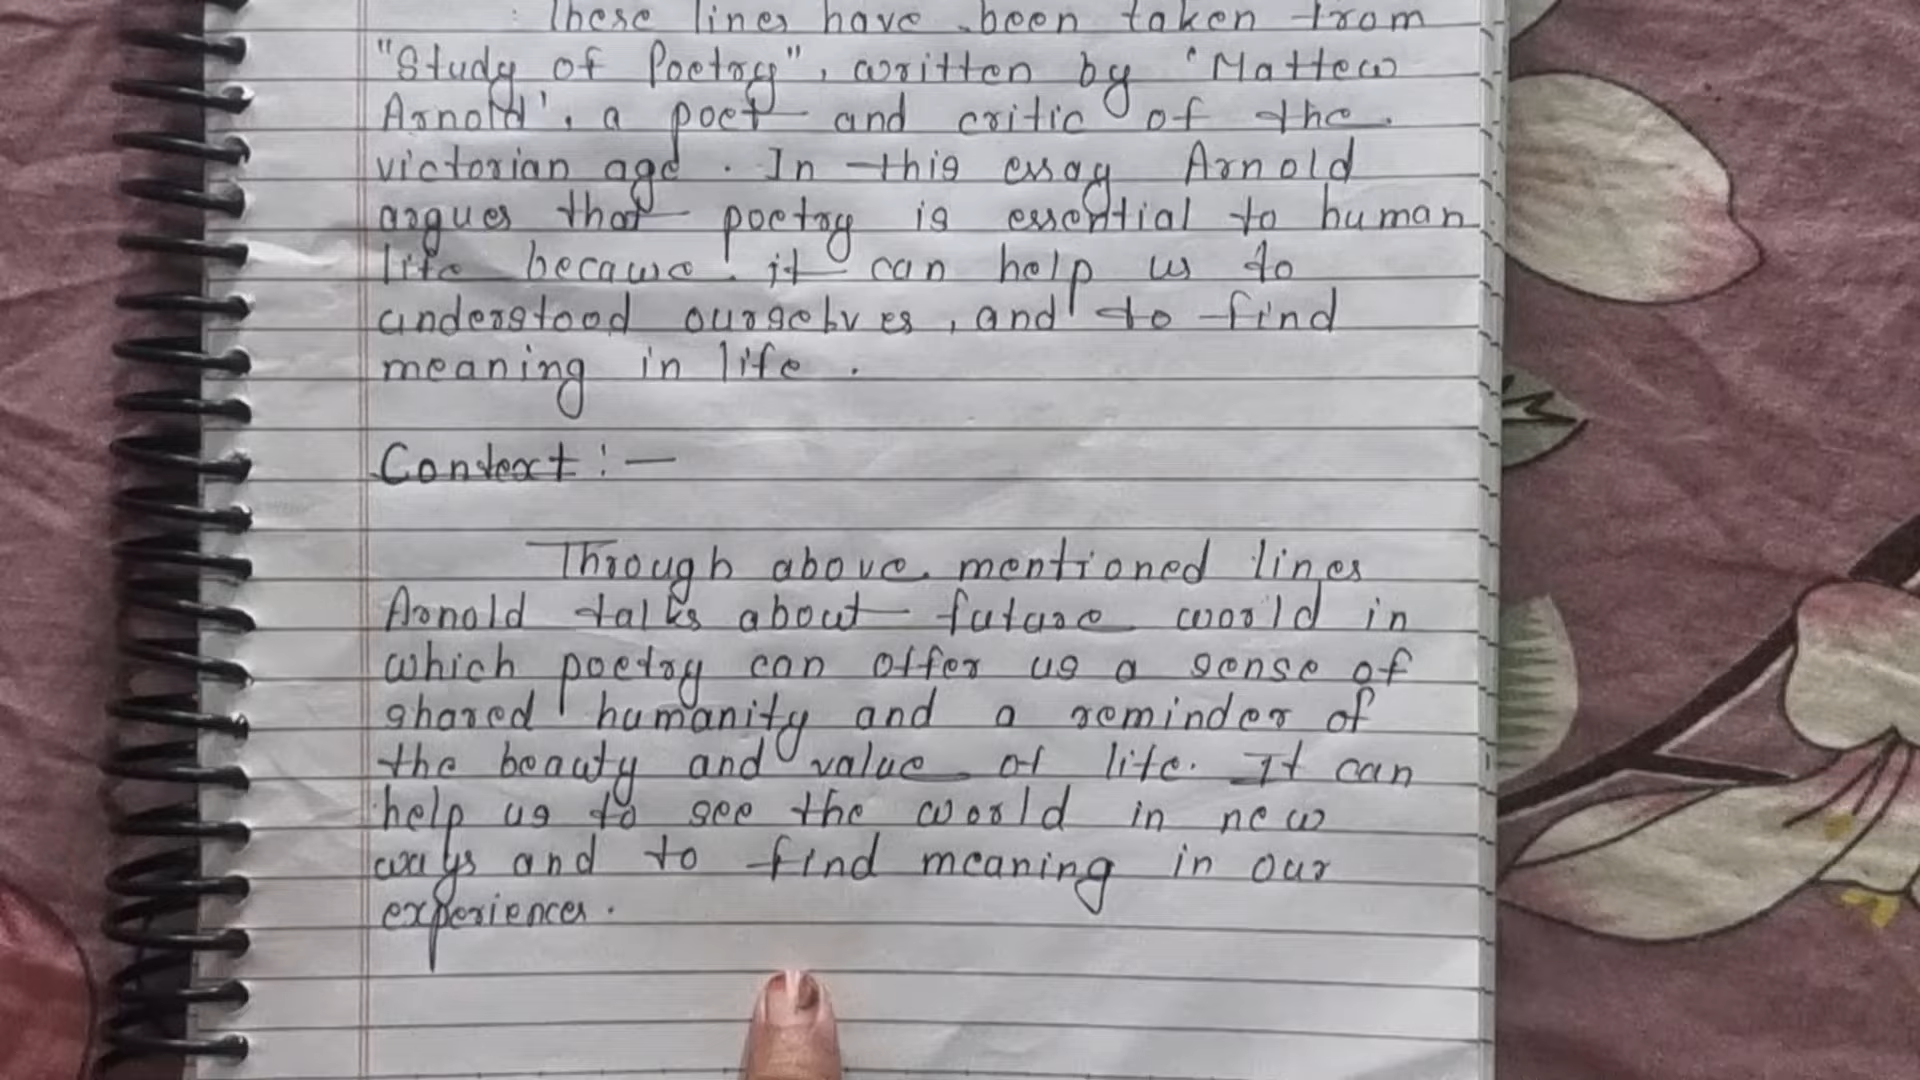 These lines have been taken from
"Study of Poetry", written by 'Mattew
Arnold', a poet and critic of the.
victorian age. In this essay Arnold
argues that poetry is essential to human
life because it can help us to
understood ourselves, and to find
meaning in life.
Context:-
Through above mentioned lines
Arnold talks about future world in
which poetry can offer us a sense of
shared humanity and a reminder of
the beauty and value of life. It can
help us to see the world in new
ways and to find meaning in our
experiences.